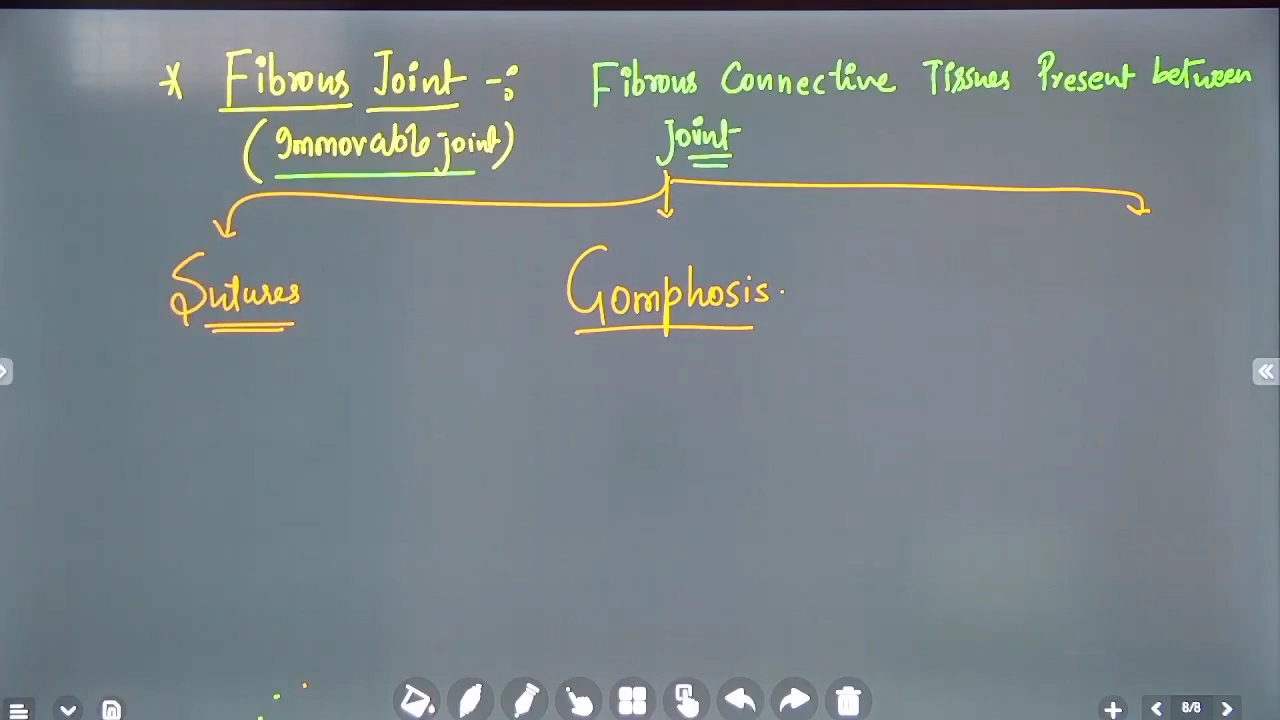 * Fibrous Joint -: Fibrous Connective Tissues Present between
(Immovable joint) Joint
Sutures Gomphosis.
8/8